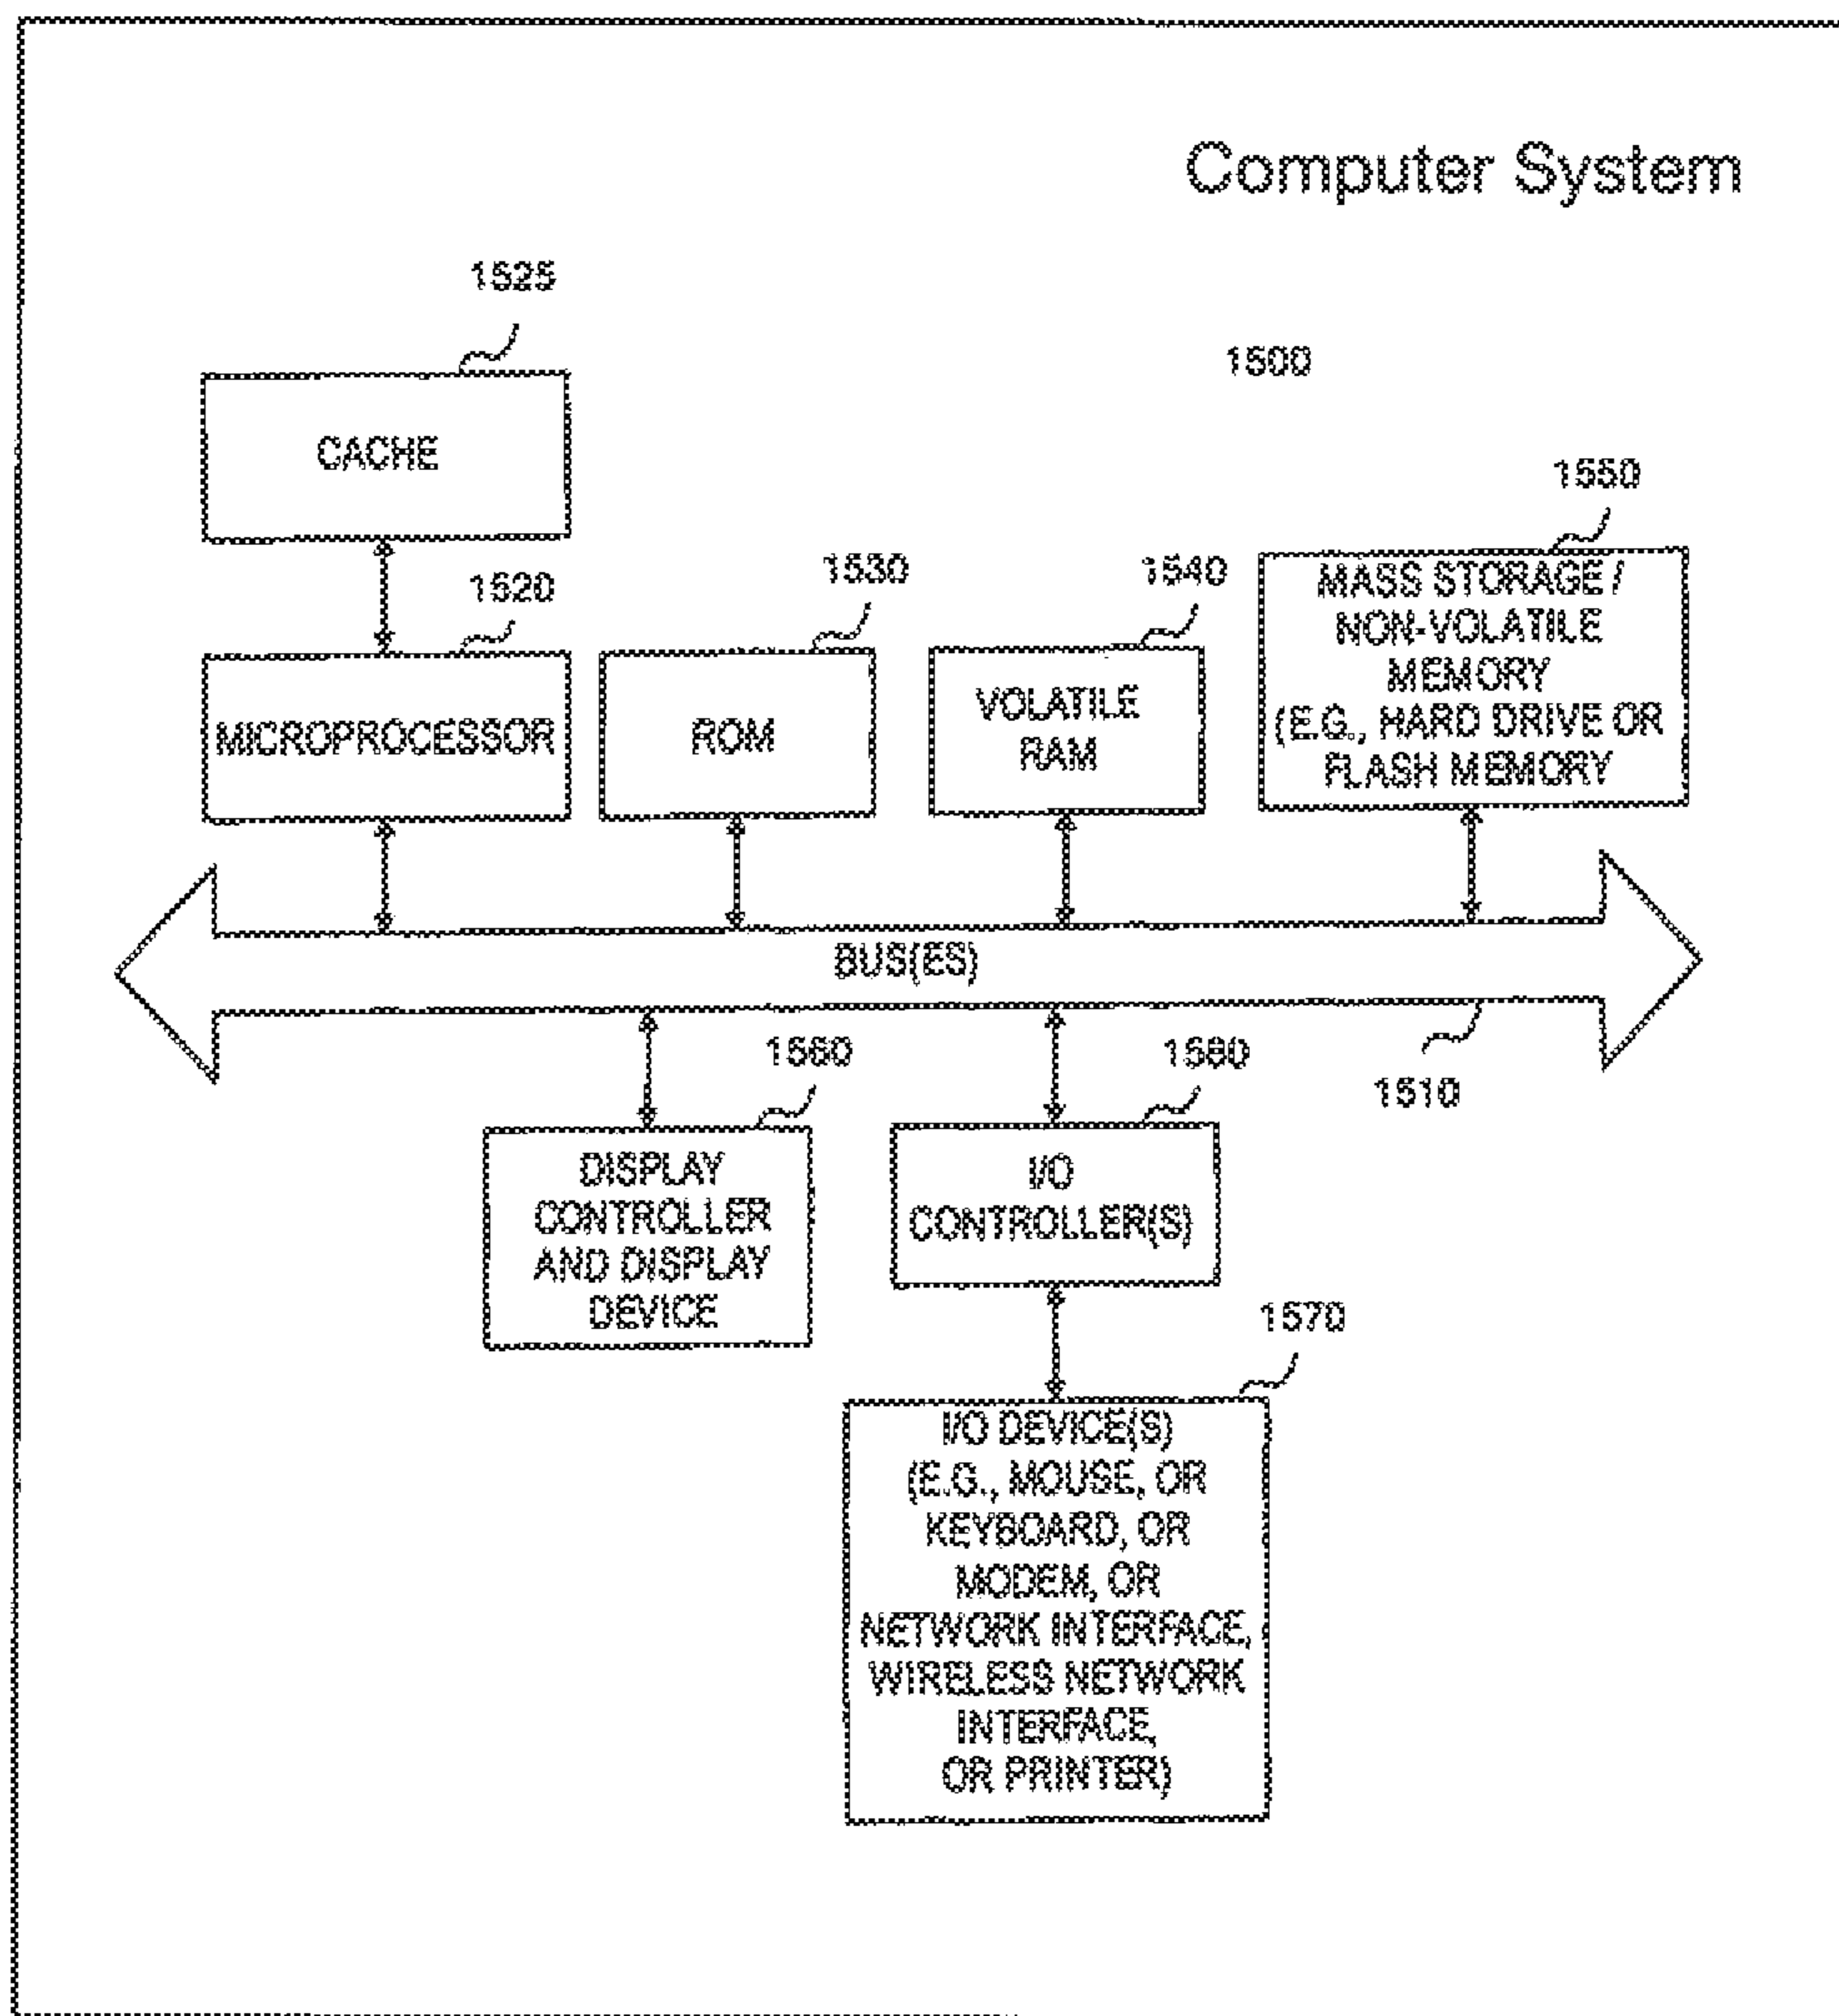 Computer System
1525
1500
CACHE
1550
1520
1530
1540
MASS STORAGE /
NON-VOLATILE
MEMORY
(E.G., HARD DRIVE OR
FLASH MEMORY
MICROPROCESSOR
ROM
VOLATILE
RAM
BUS(ES)
1560
1580
1510
DISPLAY
CONTROLLER
AND DISPLAY
DEVICE
I/O
CONTROLLER(S)
1570
I/O DEVICE(S)
(E.G., MOUSE, OR
KEYBOARD, OR
MODEM, OR
NETWORK INTERFACE,
WIRELESS NETWORK
INTERFACE,
OR PRINTER)